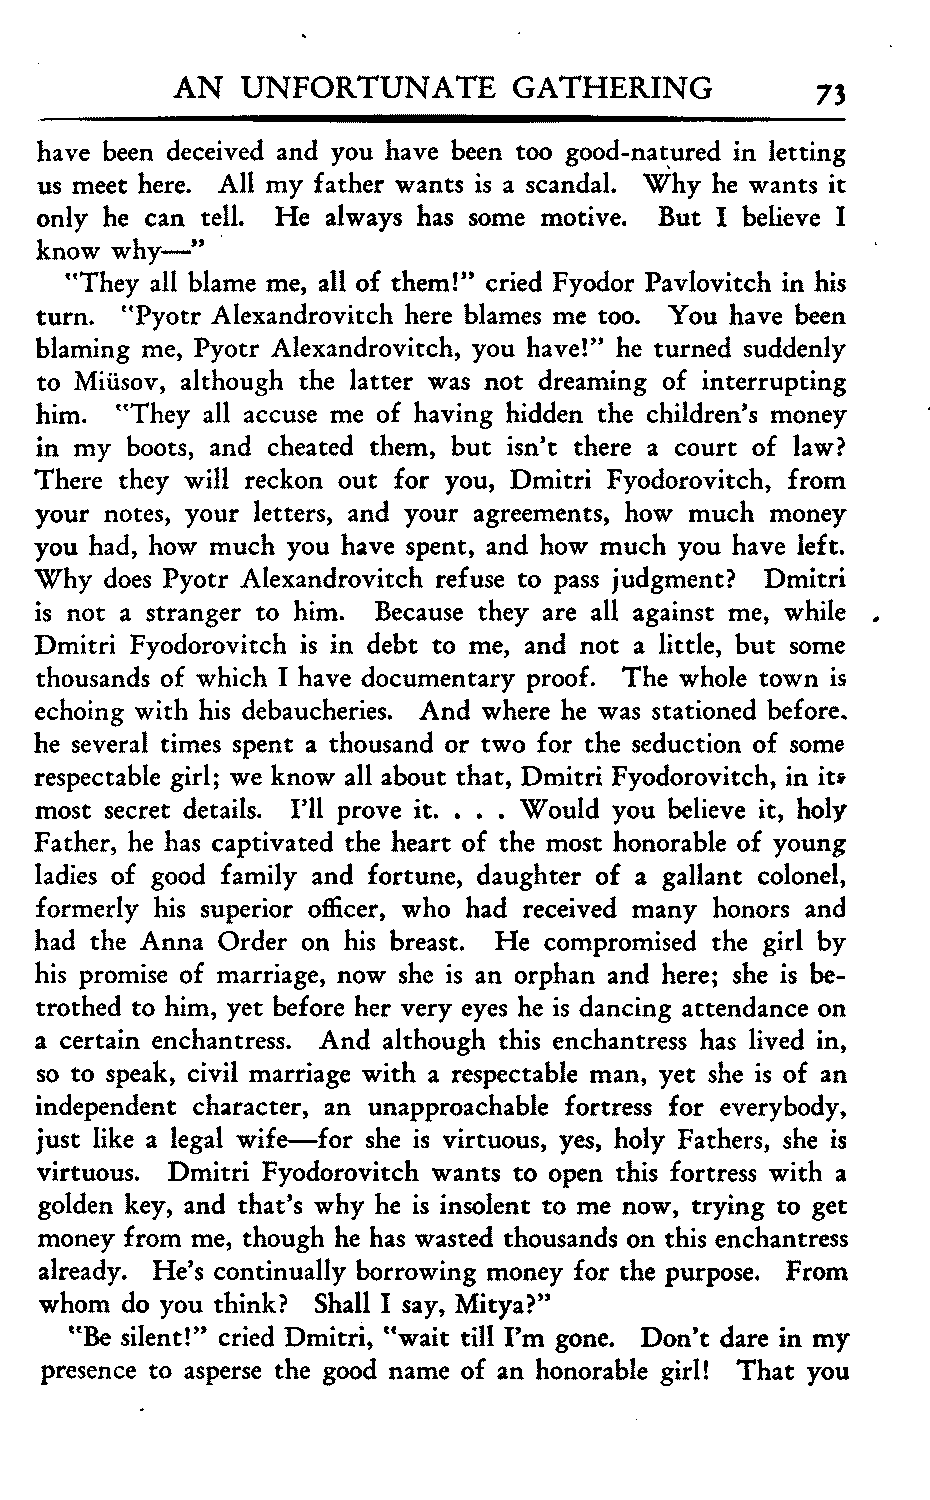 AN UNFORTUNATE GATHERING 73
have been deceived and you have been too good-natured in letting
us meet here. All my father wants is a scandal. Why he wants it
only he can tell. He always has some motive. But I believe I
know why—"
"They all blame me, all of them!" cried Fyodor Pavlovitch in his
turn. "Pyotr Alexandrovitch here blames me too. You have been
blaming me, Pyotr Alexandrovitch, you have!" he turned suddenly
to Miüsov, although the latter was not dreaming of interrupting
him. "They all accuse me of having hidden the children's money
in my boots, and cheated them, but isn't there a court of law?
There they will reckon out for you, Dmitri Fyodorovitch, from
your notes, your letters, and your agreements, how much money
you had, how much you have spent, and how much you have left.
Why does Pyotr Alexandrovitch refuse to pass judgment? Dmitri
is not a stranger to him. Because they are all against me, while
Dmitri Fyodorovitch is in debt to me, and not a little, but some
thousands of which I have documentary proof. The whole town is
echoing with his debaucheries. And where he was stationed before.
he several times spent a thousand or two for the seduction of some
respectable girl; we know all about that, Dmitri Fyodorovitch, in its
most secret details. I'll prove it. . . . Would you believe it, holy
Father, he has captivated the heart of the most honorable of young
ladies of good family and fortune, daughter of a gallant colonel,
formerly his superior officer, who had received many honors and
had the Anna Order on his breast. He compromised the girl by
his promise of marriage, now she is an orphan and here; she is be-
trothed to him, yet before her very eyes he is dancing attendance on
a certain enchantress. And although this enchantress has lived in,
so to speak, civil marriage with a respectable man, yet she is of an
independent character, an unapproachable fortress for everybody,
just like a legal wife—for she is virtuous, yes, holy Fathers, she is
virtuous. Dmitri Fyodorovitch wants to open this fortress with a
golden key, and that's why he is insolent to me now, trying to get
money from me, though he has wasted thousands on this enchantress
already. He's continually borrowing money for the purpose. From
whom do you think? Shall I say, Mitya?"
"Be silent!" cried Dmitri, "wait till I'm gone. Don't dare in my
presence to asperse the good name of an honorable girl! That you